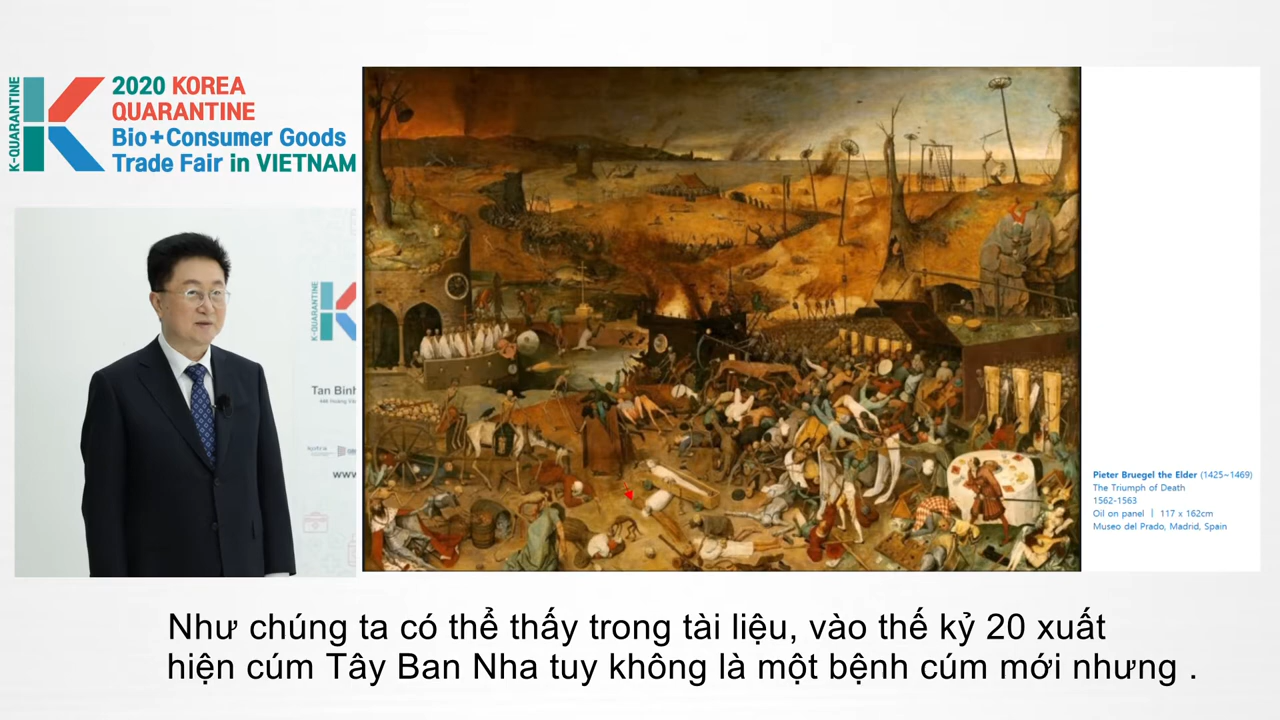 K-QUARANTINE
2020 KOREA
QUARANTINE
Bio+Consumer Goods
Trade Fair in VIETNAM
K-QUARANTINE
Tan Binh
www
Pieter Bruegel the Elder (1425~1469)
The Triumph of Death
1562-1563
Oil on panel | 117 x 162cm
Museo del Prado, Madrid, Spain
Như chúng ta có thể thấy trong tài liệu, vào thế kỷ 20 xuất
hiện cúm Tây Ban Nha tuy không là một bệnh cúm mới nhưng .